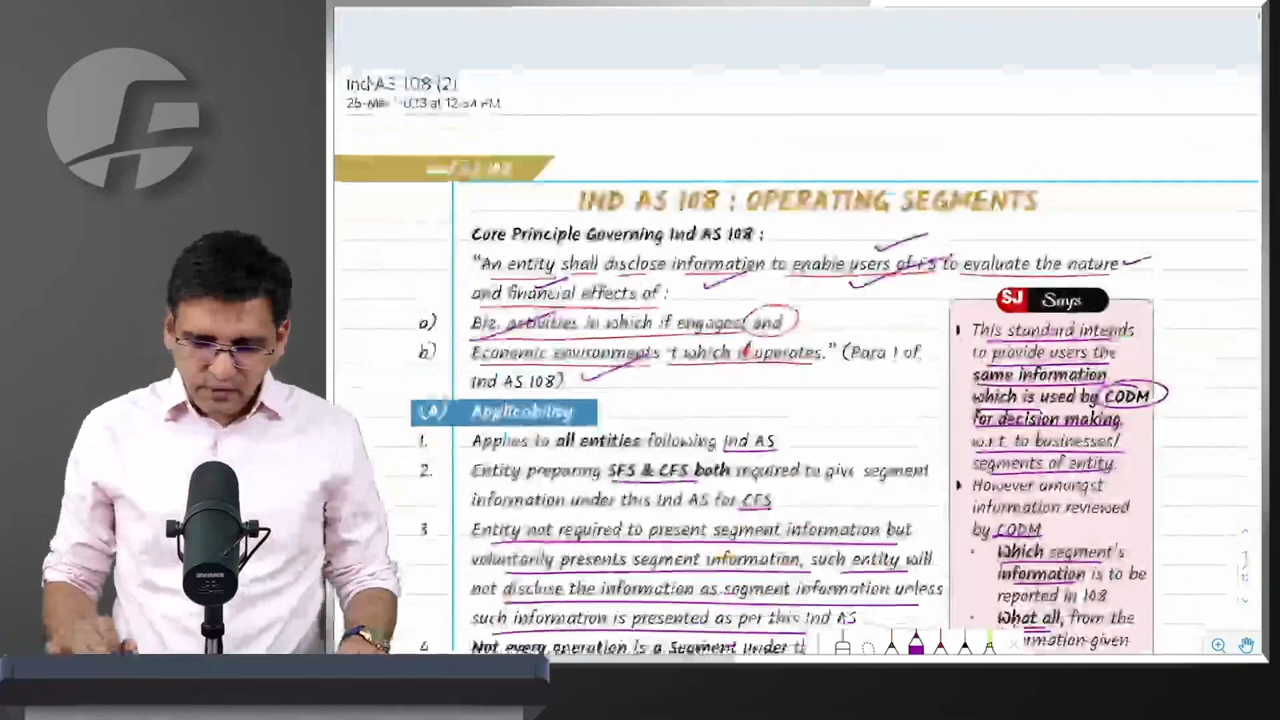 IND AS 108 : OPERATING SEGMENTS
Core Principle Governing Ind AS 108 :
"An entity shall disclose information to enable users of FS to evaluate the nature
and financial effects of :
a) Biz. activities in which it engages; and
b) Economic environments which it operates." (Para 1 of
Ind AS 108)
(a) Applicability
1. Applies to all entities following Ind AS
2. Entity preparing SFS & CFS both required to give segment
information under this Ind AS for CFS
3 Entity not required to present segment information but
voluntarily presents segment information, such entity will
not disclose the information as segment information unless
such information is presented as per this Ind AS
4 Not every operation is a Segment under
SJ Says
This standard intends
to provide users the
same information
which is used by CODM
for decision making
w.r.t. to businesses/
segments of entity.
However amongst
information reviewed
by CODM
Which segment's
information is to be
reported in 108
What all, from the
given